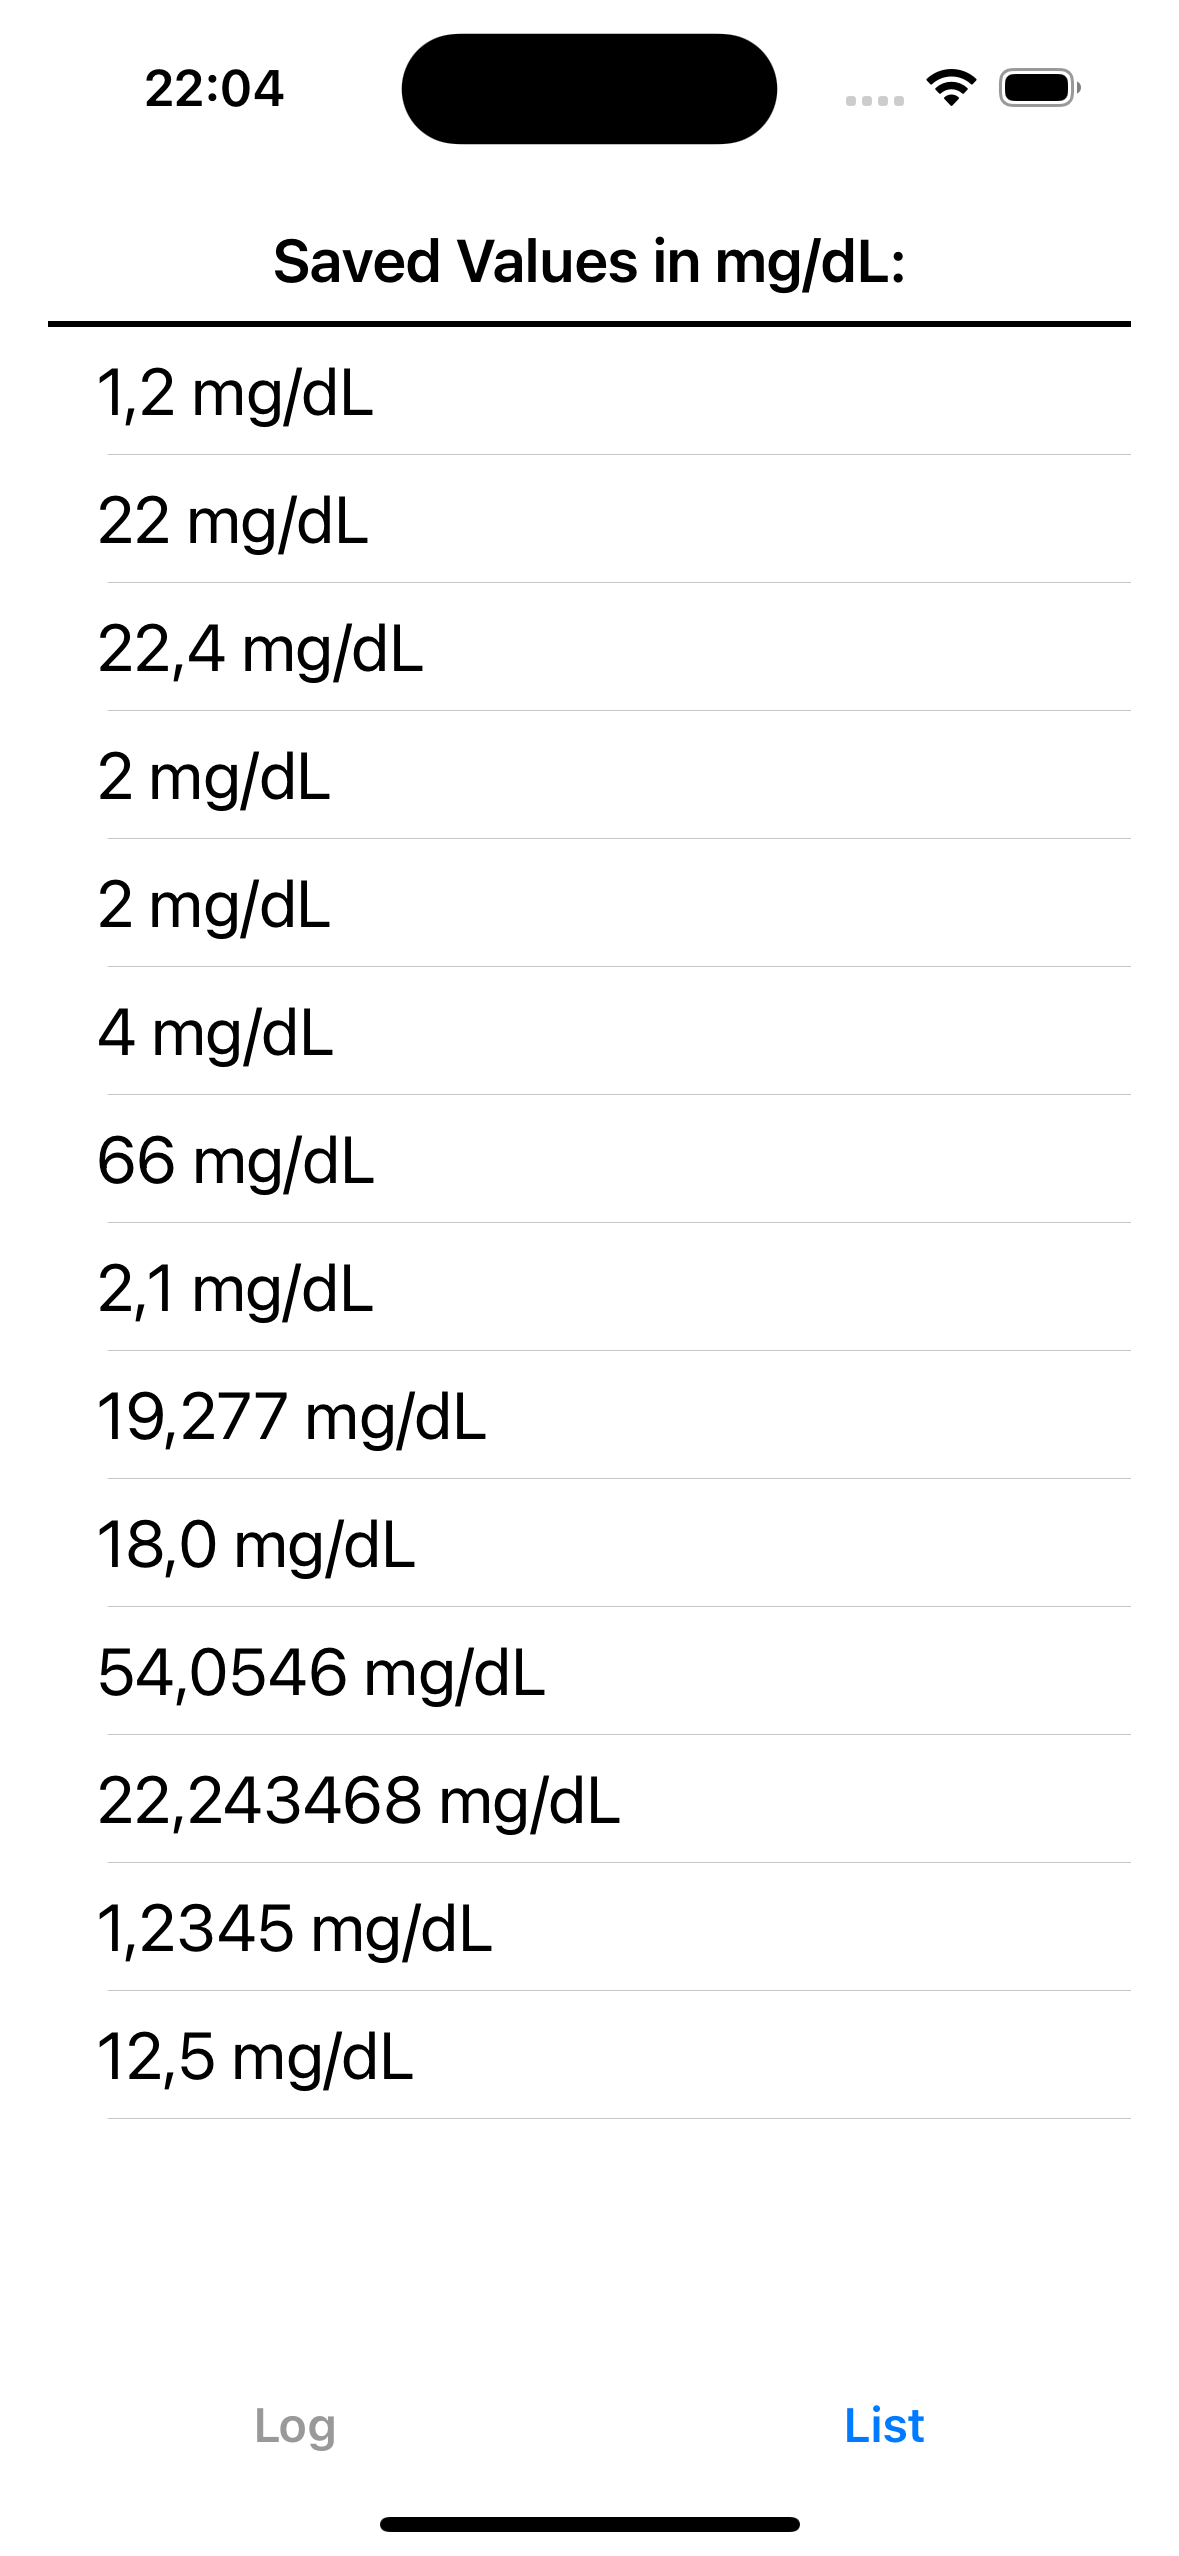 22:04
Saved Values in mg/dL:
1,2 mg/dL
22 mg/dL
22,4 mg/dL
2 mg/dL
2 mg/dL
4 mg/dL
66 mg/dL
2,1 mg/dL
19,277 mg/dL
18,0 mg/dL
54,0546 mg/dL
22,243468 mg/dL
1,2345 mg/dL
12,5 mg/dL
Log
List